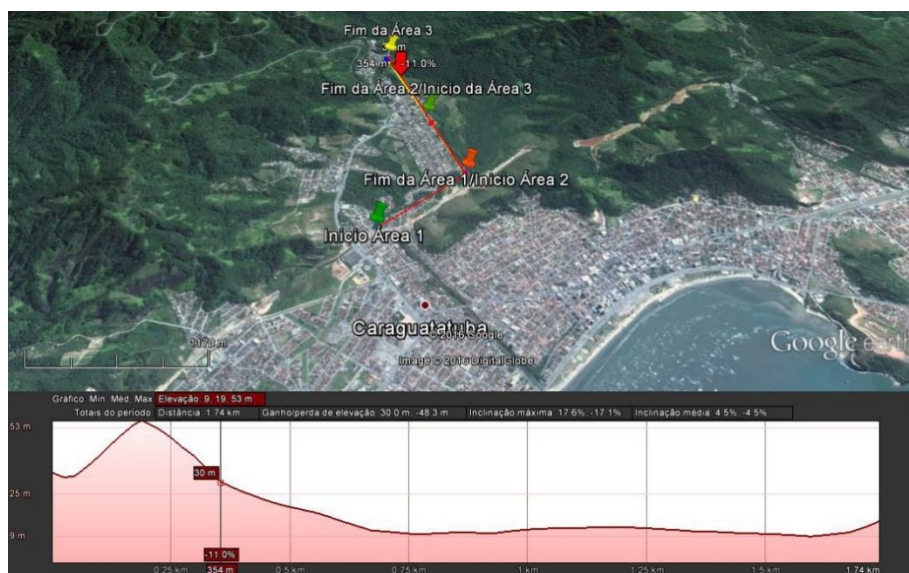 Fim da Área 3
354 m -11.0%
Fim da Área 2/Inicio da Área 3
Fim da Área 1/Inicio Área 2
Inicio Área 1
Caraguatatuba
© 2016 Google
Image © 2016 DigitalGlobe
1170 m
Google earth
Gráfico Min. Méd. Max Elevação 9, 19, 53 m
Totais do período Distância 1.74 km Ganho/perda de elevação 30.0 m, -48.3 m Inclinação máxima 17.6% -17.1% Inclinação média 4.5%, -4.5%
53 m
30 m
25 m
9 m
-11.0%
0.25 km 354 m 0.5 km 0.75 km 1 km 1.25 km 1.5 km 1.74 km